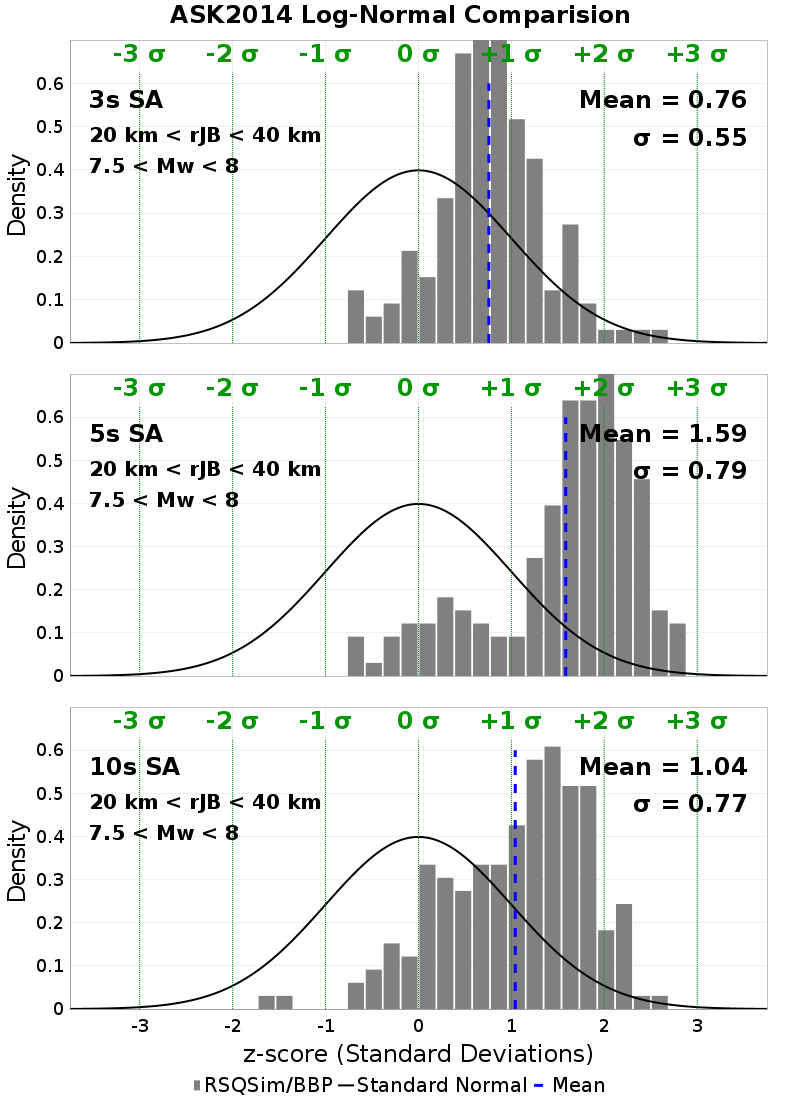 ASK2014 Log-Normal Comparision
-3 σ -2 σ -1 σ 0 σ +1 σ +2 σ +3 σ
3s SA
Mean = 0.76
20 km < rJB < 40 km
σ = 0.55
7.5 < Mw < 8
Density
0.6
0.5
0.4
0.3
0.2
0.1
0
-3 σ -2 σ -1 σ 0 σ +1 σ +2 σ +3 σ
5s SA
Mean = 1.59
20 km < rJB < 40 km
σ = 0.79
7.5 < Mw < 8
Density
0.6
0.5
0.4
0.3
0.2
0.1
0
-3 σ -2 σ -1 σ 0 σ +1 σ +2 σ +3 σ
10s SA
Mean = 1.04
20 km < rJB < 40 km
σ = 0.77
7.5 < Mw < 8
Density
0.6
0.5
0.4
0.3
0.2
0.1
0
-3 -2 -1 0 1 2 3
z-score (Standard Deviations)
RSQSim/BBP Standard Normal Mean